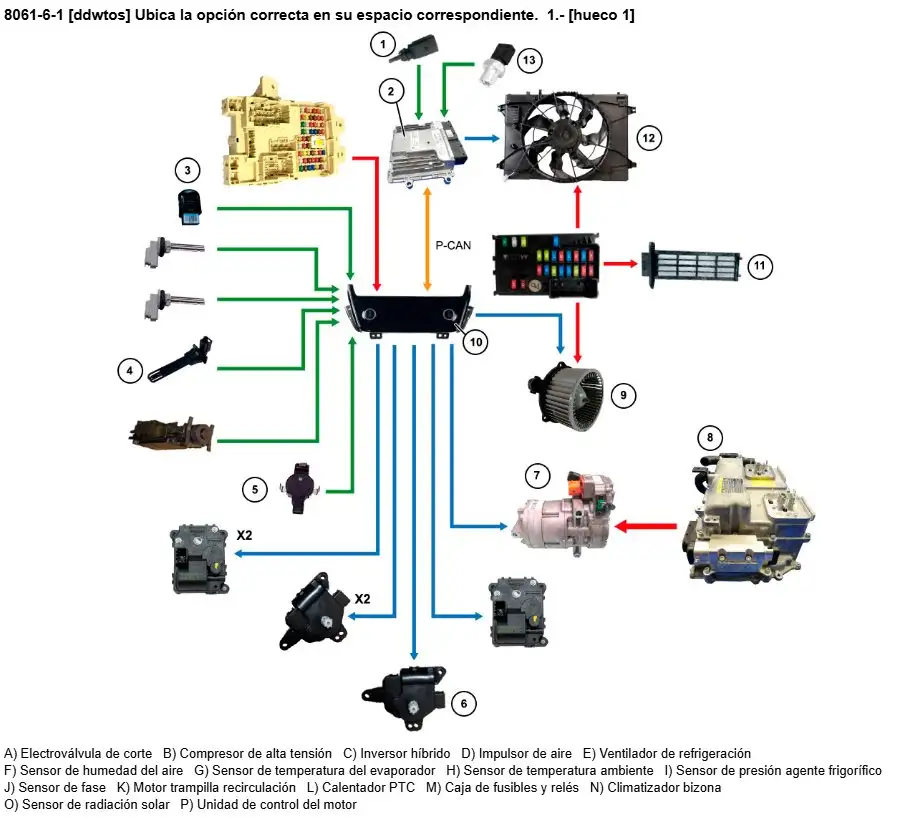 8061-6-1 [ddwtos] Ubica la opción correcta en su espacio correspondiente.  1.- [hueco 1]
1
13
2
12
3
P-CAN
11
10
4
9
8
7
5
X2
X2
6
A) Electroválvula de corte   B) Compresor de alta tensión   C) Inversor híbrido   D) Impulsor de aire   E) Ventilador de refrigeración
F) Sensor de humedad del aire   G) Sensor de temperatura del evaporador   H) Sensor de temperatura ambiente   I) Sensor de presión agente frigorífico
J) Sensor de fase   K) Motor trampilla recirculación   L) Calentador PTC   M) Caja de fusibles y relés   N) Climatizador bizona
O) Sensor de radiación solar   P) Unidad de control del motor